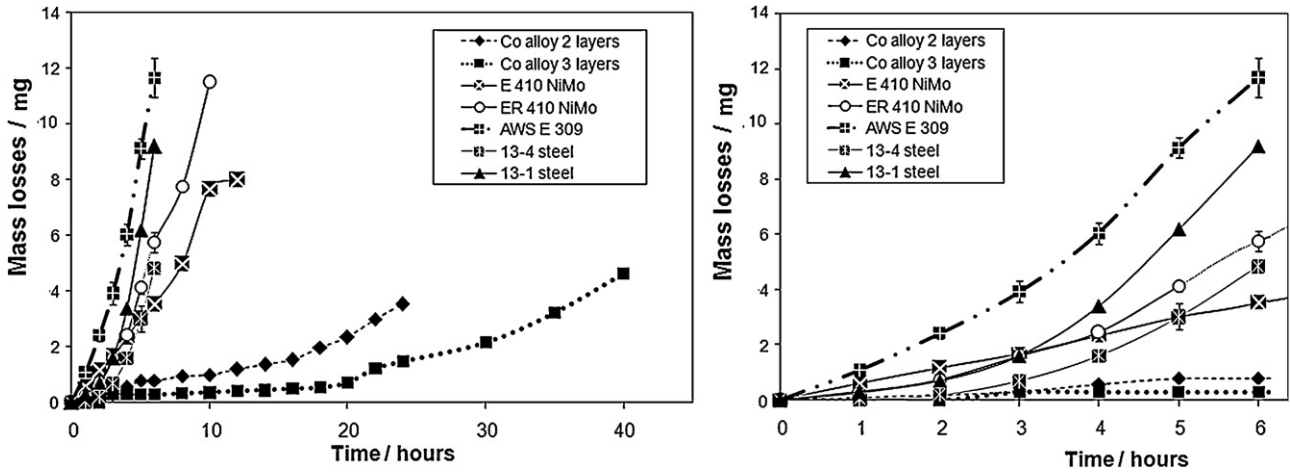 14
12
10
8
6
4
2
0
Mass losses / mg
0
10
20
30
40
Time / hours
Co alloy 2 layers
Co alloy 3 layers
E 410 NiMo
ER 410 NiMo
AWS E 309
13-4 steel
13-1 steel
14
12
10
8
6
4
2
0
Mass losses / mg
0
1
2
3
4
5
6
Time / hours
Co alloy 2 layers
Co alloy 3 layers
E 410 NiMo
ER 410 NiMo
AWS E 309
13-4 steel
13-1 steel